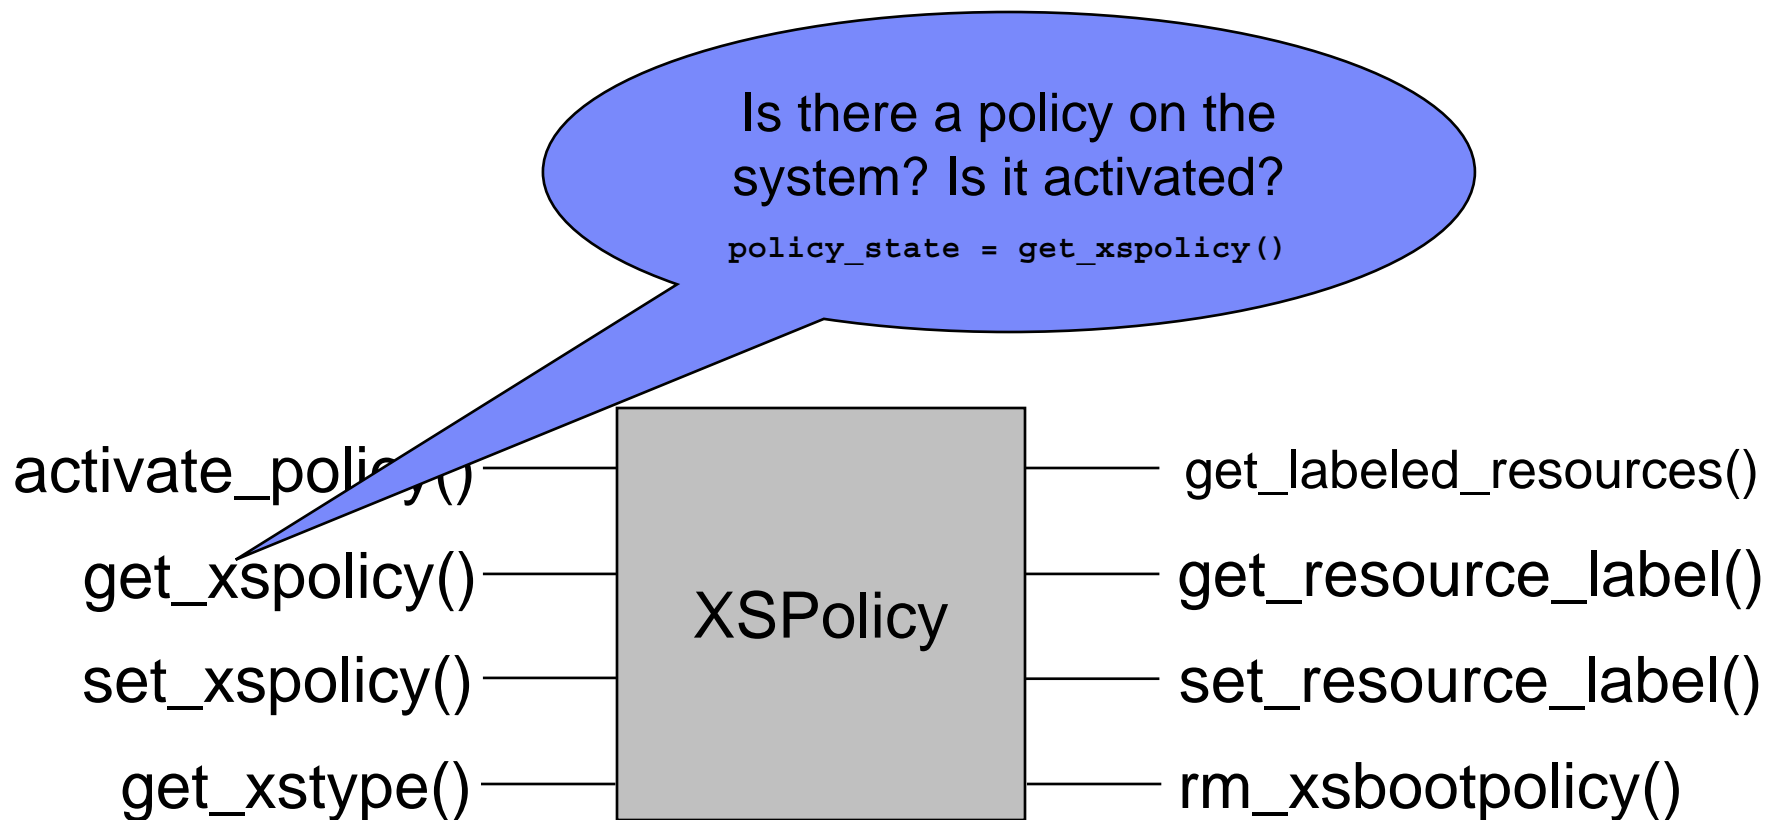 Is there a policy on the
system? Is it activated?
policy_state = get_xspolicy()
activate_policy()
get_xspolicy()
set_xspolicy()
get_xstype()
XSPolicy
get_labeled_resources()
get_resource_label()
set_resource_label()
rm_xsbootpolicy()